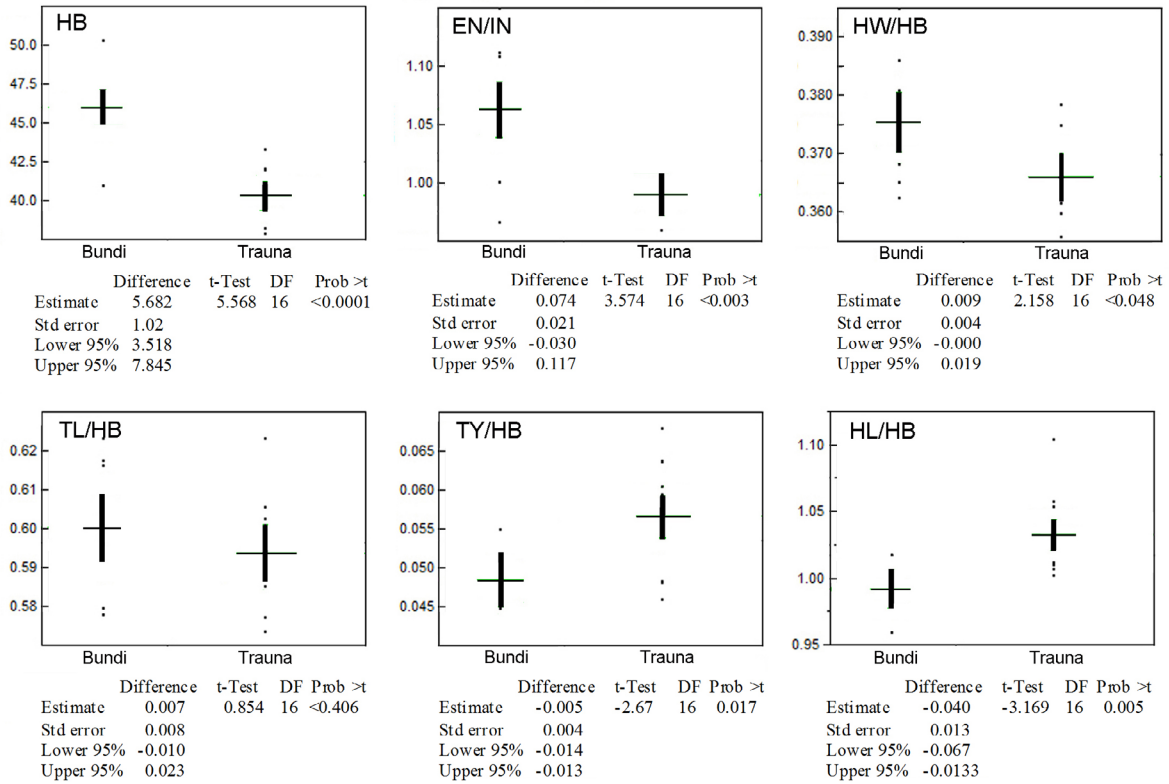 HB
50.0
47.5
45.0
42.5
40.0
Bundi Trauna
Difference t-Test DF Prob >t
Estimate 5.682 5.568 16 <0.0001
Std error 1.02
Lower 95% 3.518
Upper 95% 7.845
EN/IN
1.10
1.05
1.00
Bundi Trauna
Difference t-Test DF Prob >t
Estimate 0.074 3.574 16 <0.003
Std error 0.021
Lower 95% -0.030
Upper 95% 0.117
HW/HB
0.390
0.380
0.370
0.360
Bundi Trauna
Difference t-Test DF Prob >t
Estimate 0.009 2.158 16 <0.048
Std error 0.004
Lower 95% -0.000
Upper 95% 0.019
TL/HB
0.62
0.61
0.60
0.59
0.58
Bundi Trauna
Difference t-Test DF Prob >t
Estimate 0.007 0.854 16 <0.406
Std error 0.008
Lower 95% -0.010
Upper 95% 0.023
TY/HB
0.065
0.060
0.055
0.050
0.045
Bundi Trauna
Difference t-Test DF Prob >t
Estimate -0.005 -2.67 16 0.017
Std error 0.004
Lower 95% -0.014
Upper 95% -0.013
HL/HB
1.10
1.05
1.00
0.95
Bundi Trauna
Difference t-Test DF Prob >t
Estimate -0.040 -3.169 16 0.005
Std error 0.013
Lower 95% -0.067
Upper 95% -0.0133